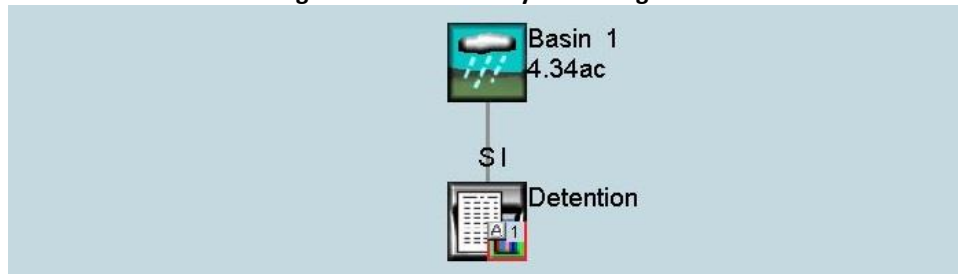 Basin 1
4.34ac
S I
Detention
A 1